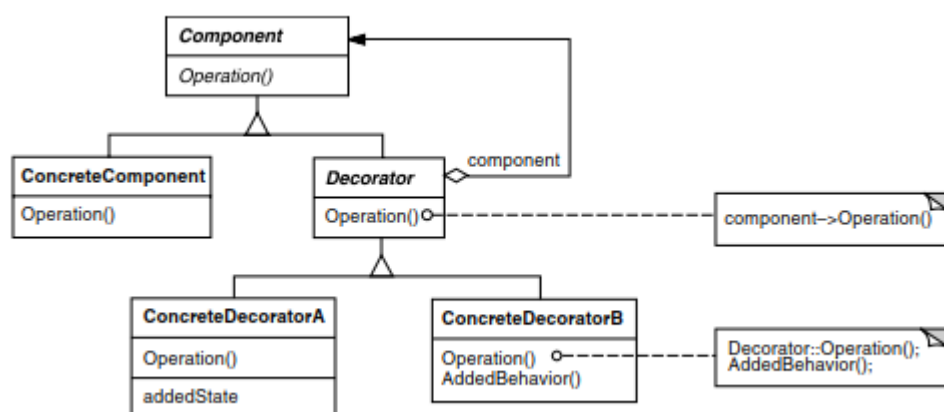 Component
Operation()
component
ConcreteComponent
Operation()
Decorator
Operation()
component–>Operation()
ConcreteDecoratorA
Operation()
addedState
ConcreteDecoratorB
Operation()
AddedBehavior()
Decorator::Operation();
AddedBehavior();